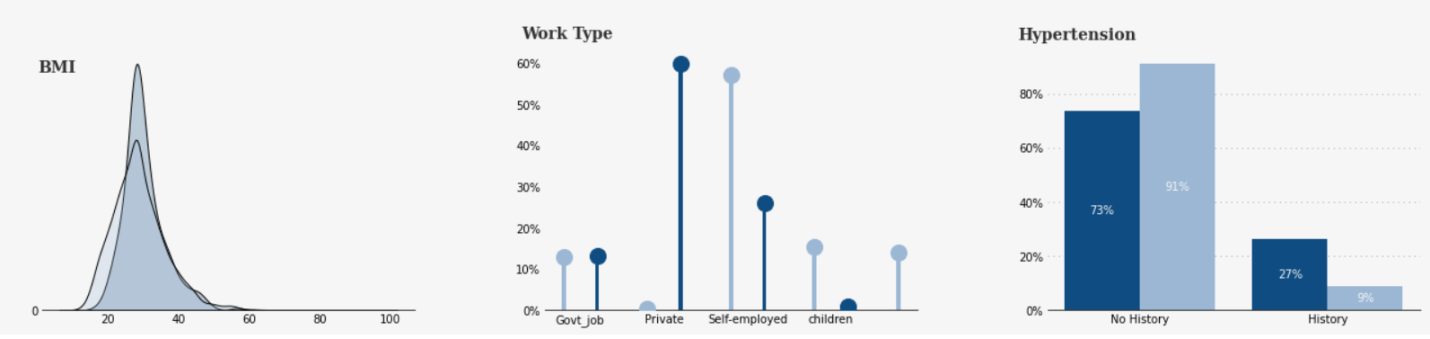 BMI
0
20 40 60 80 100
Work Type
60%
50%
40%
30%
20%
10%
0%
Govt_job Private Self-employed children
Hypertension
80%
60%
40%
20%
0%
73%
91%
27%
9%
No History History